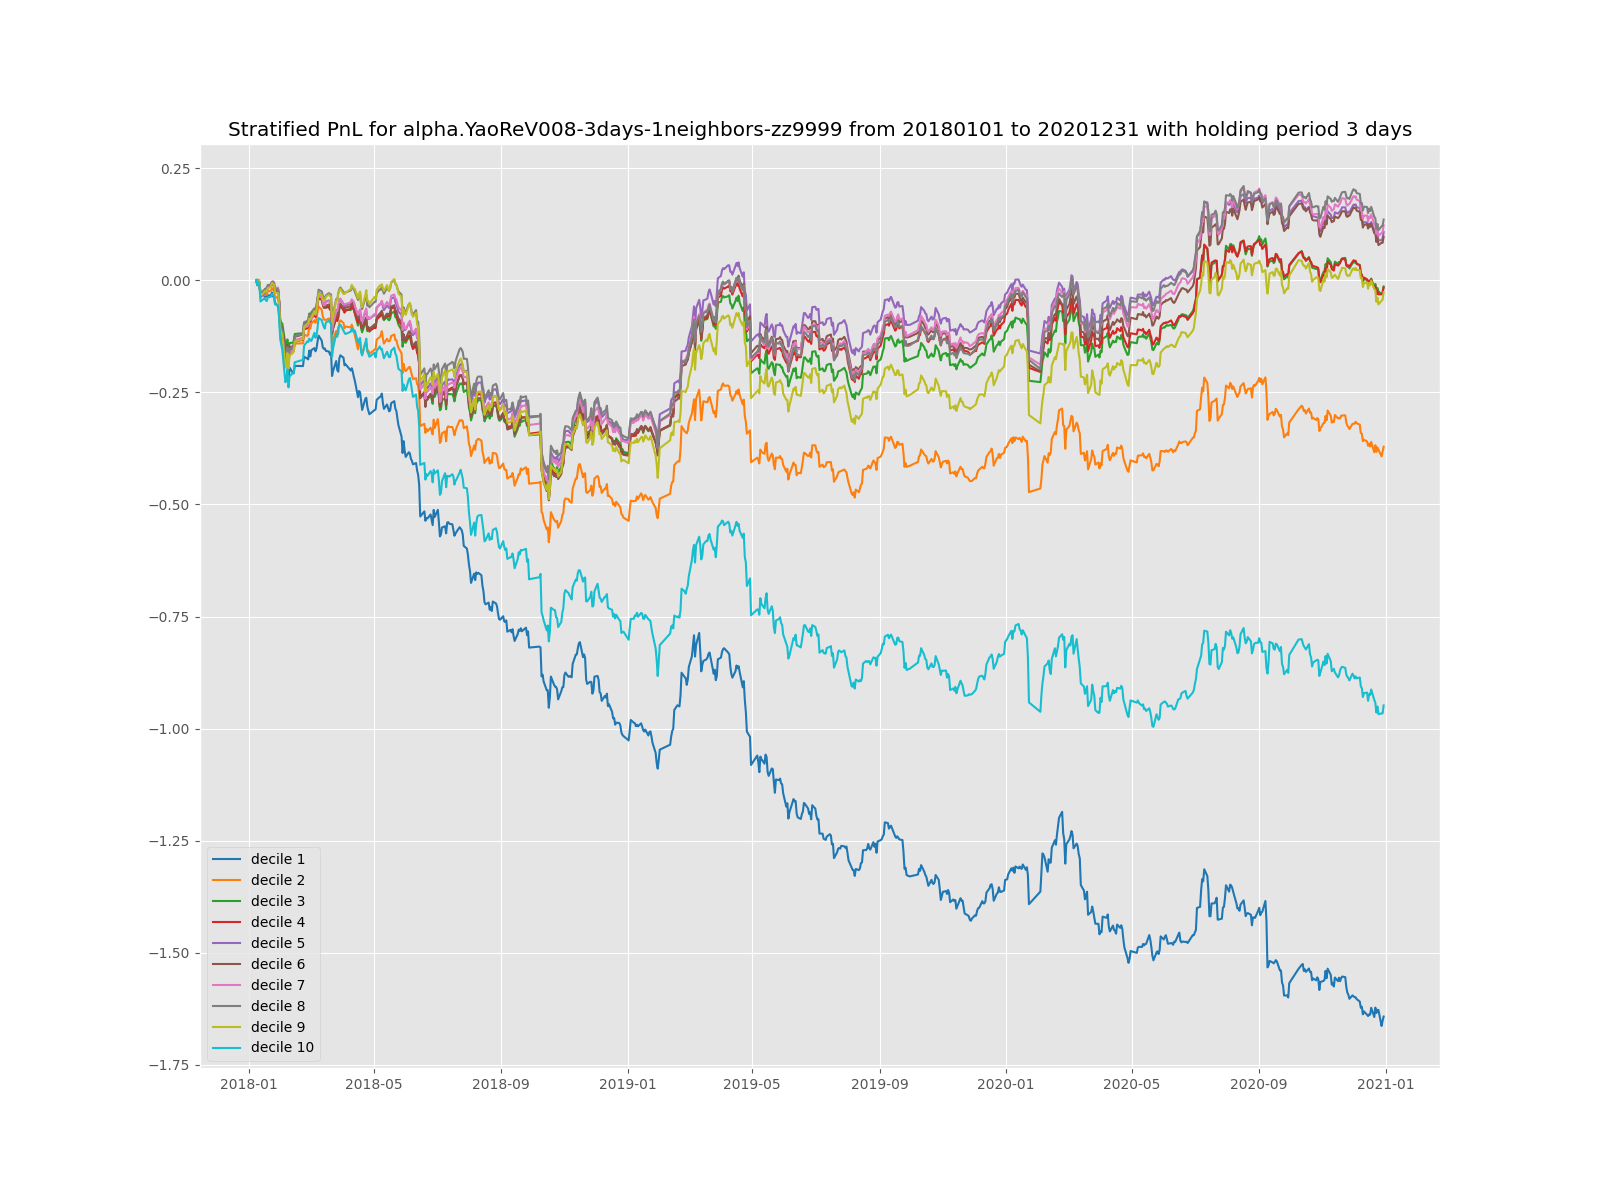 Stratified PnL for alpha.YaoReV008-3days-1neighbors-zz9999 from 20180101 to 20201231 with holding period 3 days
0.25
0.00
−0.25
−0.50
−0.75
−1.00
−1.25
−1.50
−1.75
decile 1
decile 2
decile 3
decile 4
decile 5
decile 6
decile 7
decile 8
decile 9
decile 10
2018-01 2018-05 2018-09 2019-01 2019-05 2019-09 2020-01 2020-05 2020-09 2021-01